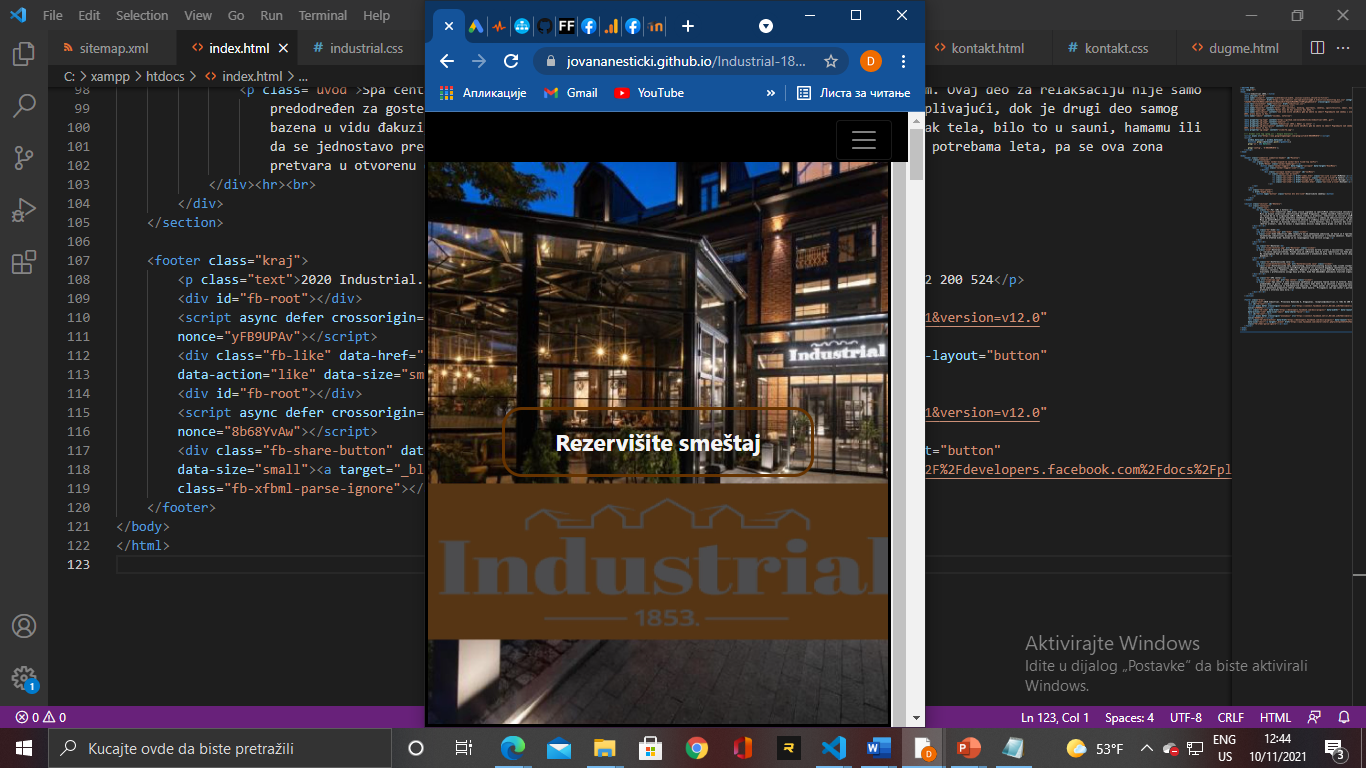 File Edit Selection View Go Run Terminal Help
sitemap.xml index.html industrial.css kontakt.html kontakt.css dugme.html
C: > xampp > htdocs > index.html > ...
jovananesticki.github.io/Industrial-18...
D
Апликације Gmail YouTube » Листа за читање
98 <p class="uvod">Spa cent m. Ovaj deo za relaksaciju nije samo
99 predodređen za goste plivajući, dok je drugi deo samog
100 bazena u vidu đakuzi ak tela, bilo to u sauni, hamamu ili
101 da se jednostavo pre potrebama leta, pa se ova zona
102 pretvara u otvorenu
103 </div><hr><br>
104 </div>
105 </section>
106
107 <footer class="kraj">
108 <p class="text">2020 Industrial. 2 200 524</p>
109 <div id="fb-root"></div>
110 <script async defer crossorigin= 1&version=v12.0"
111 nonce="yFB9UPAv"></script>
112 <div class="fb-like" data-href=" -layout="button"
113 data-action="like" data-size="sm
114 <div id="fb-root"></div>
115 <script async defer crossorigin= 1&version=v12.0"
116 nonce="8b68YvAw"></script>
117 <div class="fb-share-button" dat t="button"
118 data-size="small"><a target="_bl 2F%2Fdevelopers.facebook.com%2Fdocs%2Fpl
119 class="fb-xfbml-parse-ignore"></
120 </footer>
121 </body>
122 </html>
123
Industrial
Rezervišite smeštaj
Industrial
1853.
Aktivirajte Windows
Idite u dijalog „Postavke“ da biste aktivirali
Windows.
1
0 0 Ln 123, Col 1 Spaces: 4 UTF-8 CRLF HTML
Kucajte ovde da biste pretražili 53°F ENG 12:44
US 10/11/2021 3